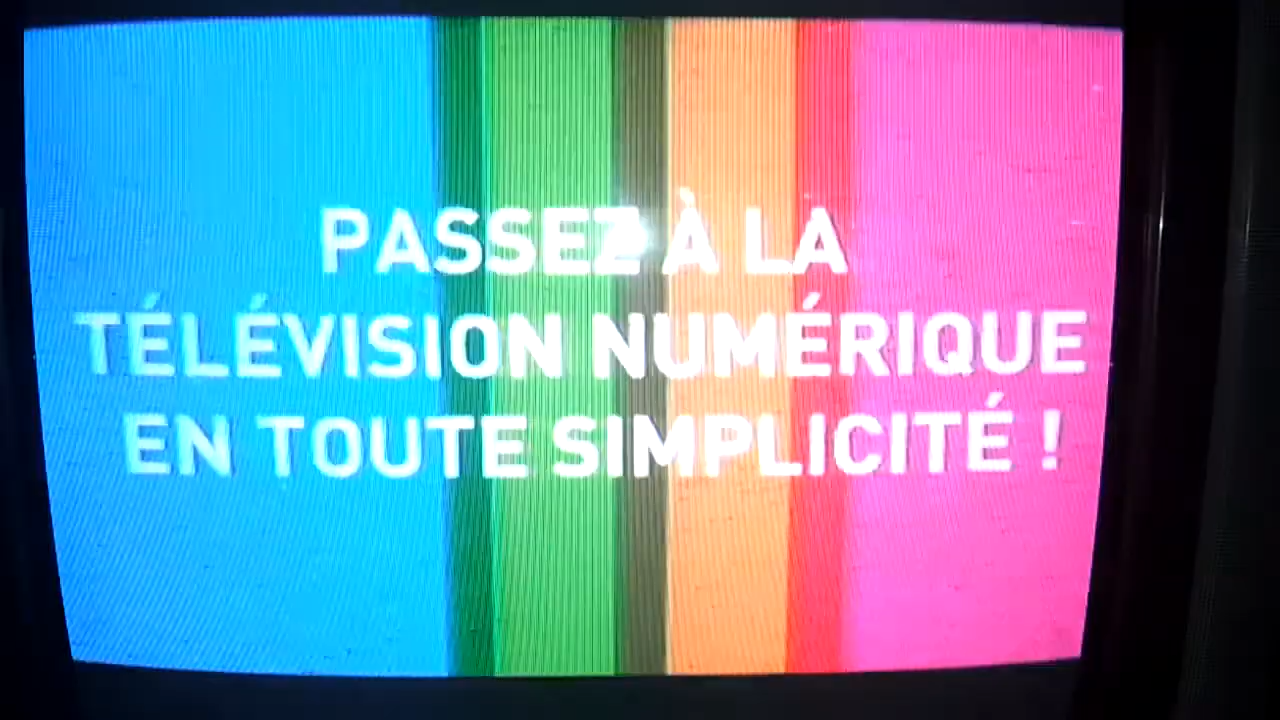 PASSEZ À LA
TÉLÉVISION NUMÉRIQUE
EN TOUTE SIMPLICITÉ !